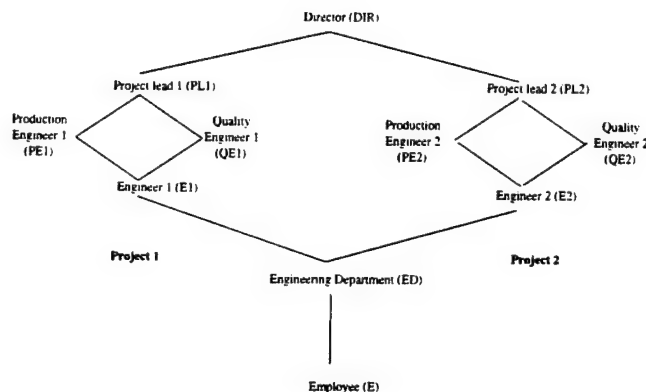 Director (DIR)
Project lead 1 (PL1)
Project lead 2 (PL2)
Production
Engineer 1
(PE1)
Quality
Engineer 1
(QE1)
Production
Engineer 2
(PE2)
Quality
Engineer 2
(QE2)
Engineer 1 (E1)
Engineer 2 (E2)
Project 1
Project 2
Engineering Department (ED)
Employee (E)